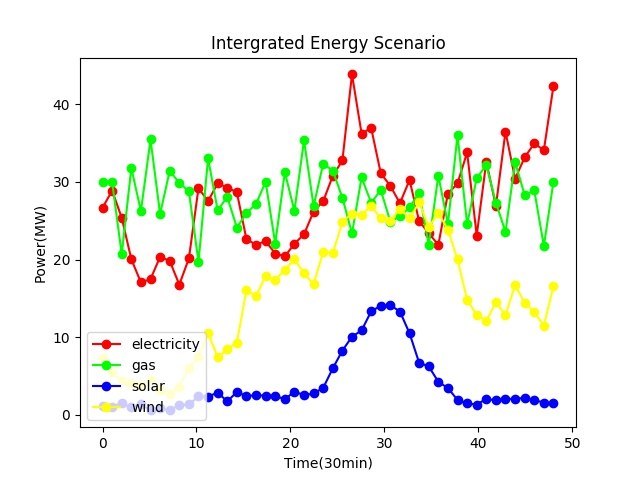 Intergrated Energy Scenario
Power(MW)
40
30
20
10
0
electricity
gas
solar
wind
0 10 20 30 40 50
Time(30min)